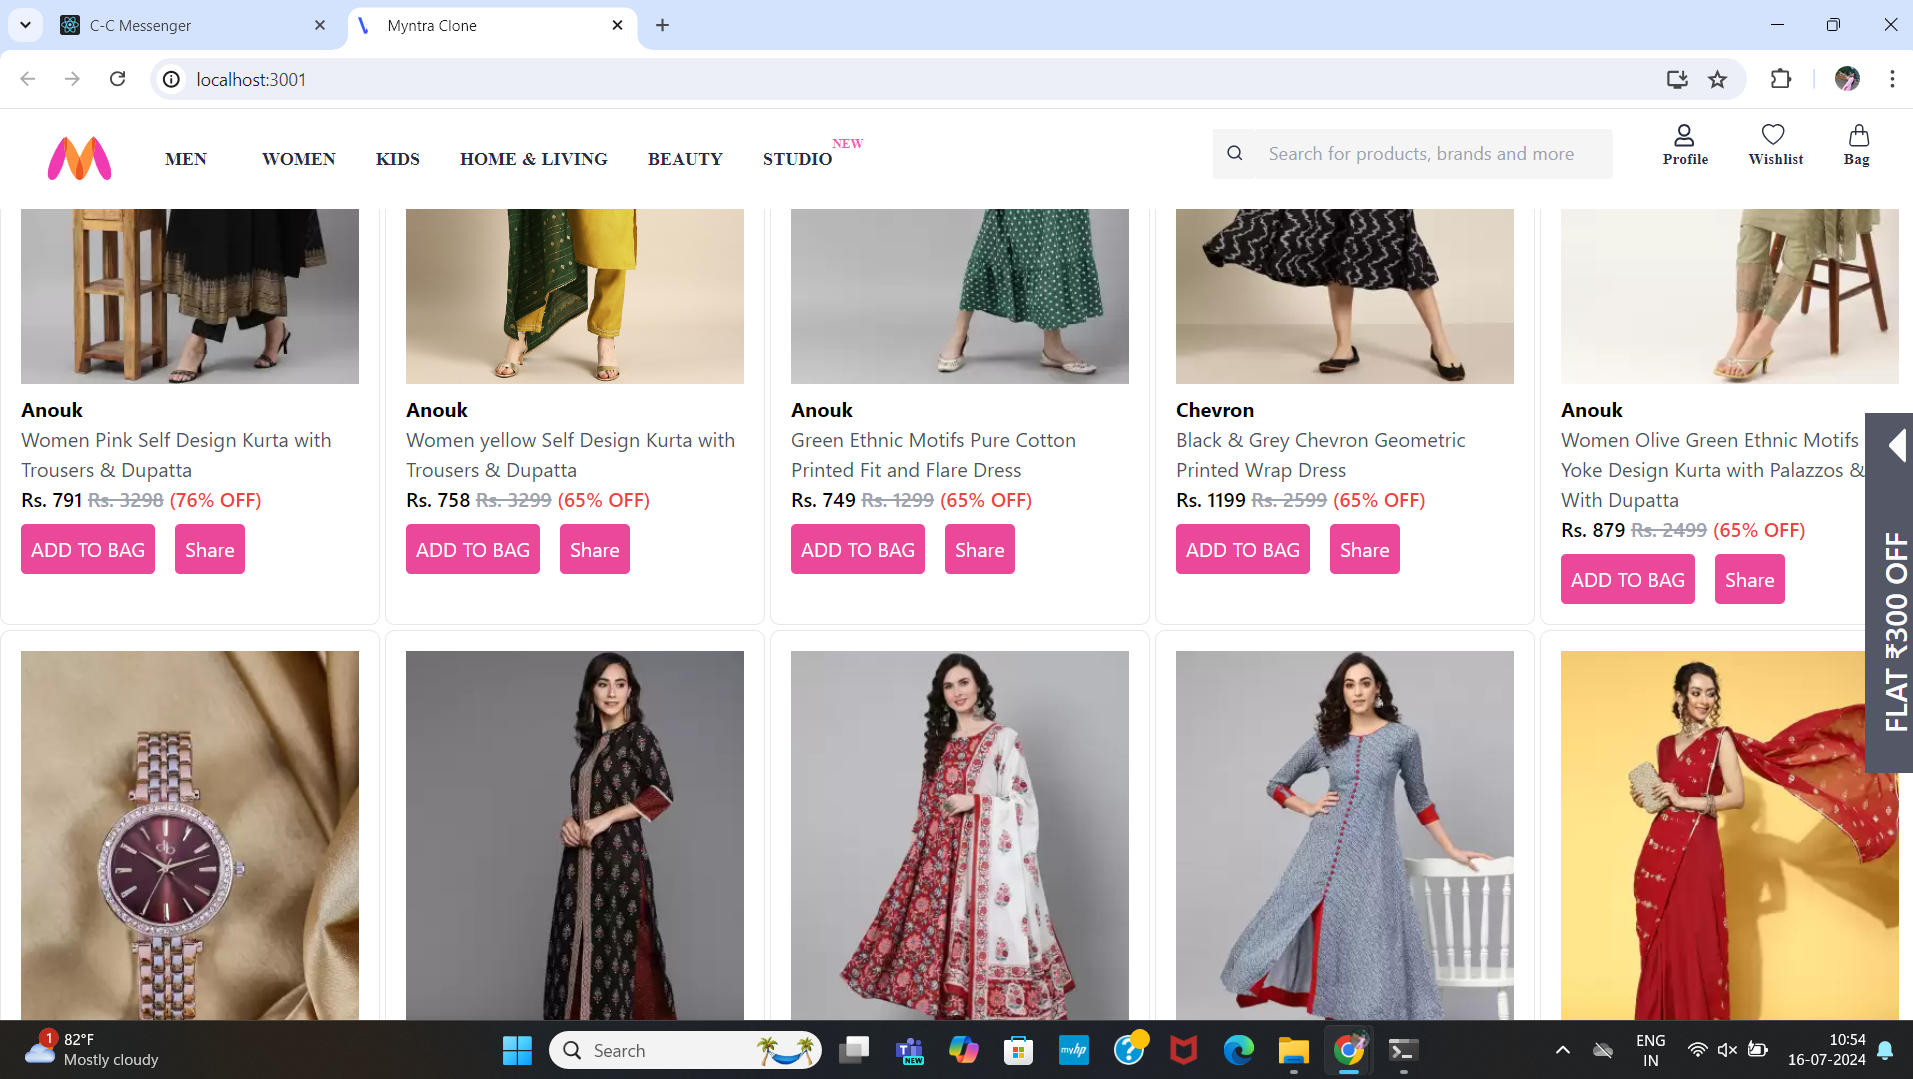 C-C Messenger
Myntra Clone
localhost:3001
MEN WOMEN KIDS HOME & LIVING BEAUTY STUDIO NEW
Search for products, brands and more
Profile Wishlist Bag
Anouk
Women Pink Self Design Kurta with
Trousers & Dupatta
Rs. 791 Rs. 3298 (76% OFF)
ADD TO BAG Share
Anouk
Women yellow Self Design Kurta with
Trousers & Dupatta
Rs. 758 Rs. 3299 (65% OFF)
ADD TO BAG Share
Anouk
Green Ethnic Motifs Pure Cotton
Printed Fit and Flare Dress
Rs. 749 Rs. 1299 (65% OFF)
ADD TO BAG Share
Chevron
Black & Grey Chevron Geometric
Printed Wrap Dress
Rs. 1199 Rs. 2599 (65% OFF)
ADD TO BAG Share
Anouk
Women Olive Green Ethnic Motifs
Yoke Design Kurta with Palazzos &
With Dupatta
Rs. 879 Rs. 2499 (65% OFF)
ADD TO BAG Share
FLAT ₹300 OFF
1
82°F
Mostly cloudy
Search
NEW
myhp
ENG
IN
10:54
16-07-2024